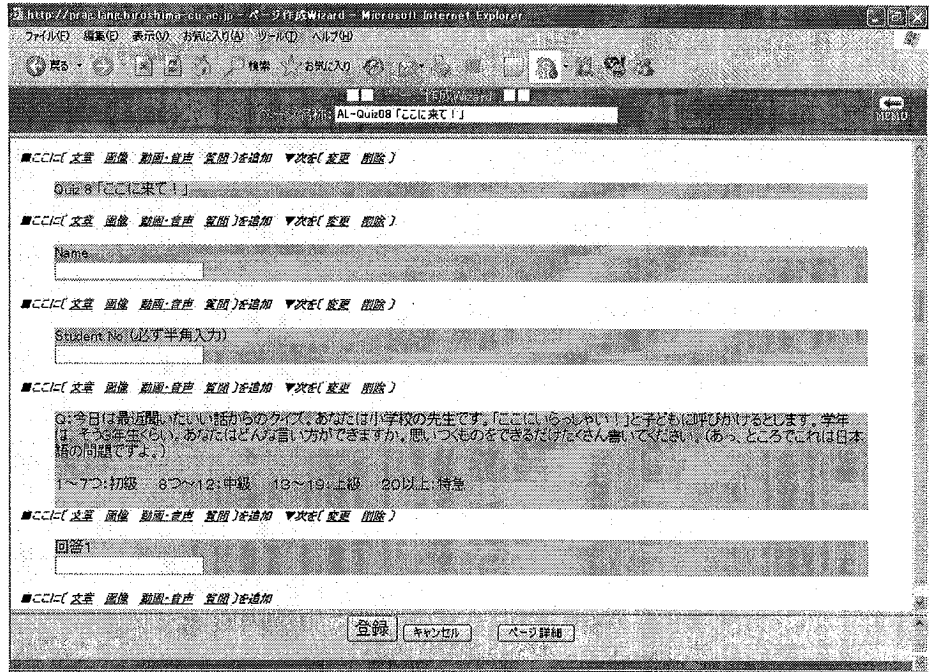 http://prag.lang.hiroshima-cu.ac.jp - ページ作成Wizard - Microsoft Internet Explorer
ファイル(F) 編集(E) 表示(V) お気に入り(A) ツール(T) ヘルプ(H)
戻る 検索 お気に入り
AL-Quiz08「ここに来て！」
MENU
■ここに( 文章 画像 動画・音声 質問 )を追加 ▼次を( 変更 削除 )
Quiz 8「ここに来て！」
■ここに( 文章 画像 動画・音声 質問 )を追加 ▼次を( 変更 削除 )
Name
■ここに( 文章 画像 動画・音声 質問 )を追加 ▼次を( 変更 削除 )
Student No (必ず半角入力)
■ここに( 文章 画像 動画・音声 質問 )を追加 ▼次を( 変更 削除 )
Q:今日は最近聞いたいい話からのクイズ。あなたは小学校の先生です。「ここにいらっしゃい！」と子どもに呼びかけるとします。学年
は、そう3年生くらい。あなたはどんな言い方ができますか。思いつくものをできるだけたくさん書いてください。(あっ、ところでこれは日本
語の問題ですよ。)
1～7つ:初級 8つ～12:中級 13～19:上級 20以上:特急
■ここに( 文章 画像 動画・音声 質問 )を追加 ▼次を( 変更 削除 )
回答1
■ここに( 文章 画像 動画・音声 質問 )を追加
登録 キャンセル ページ詳細